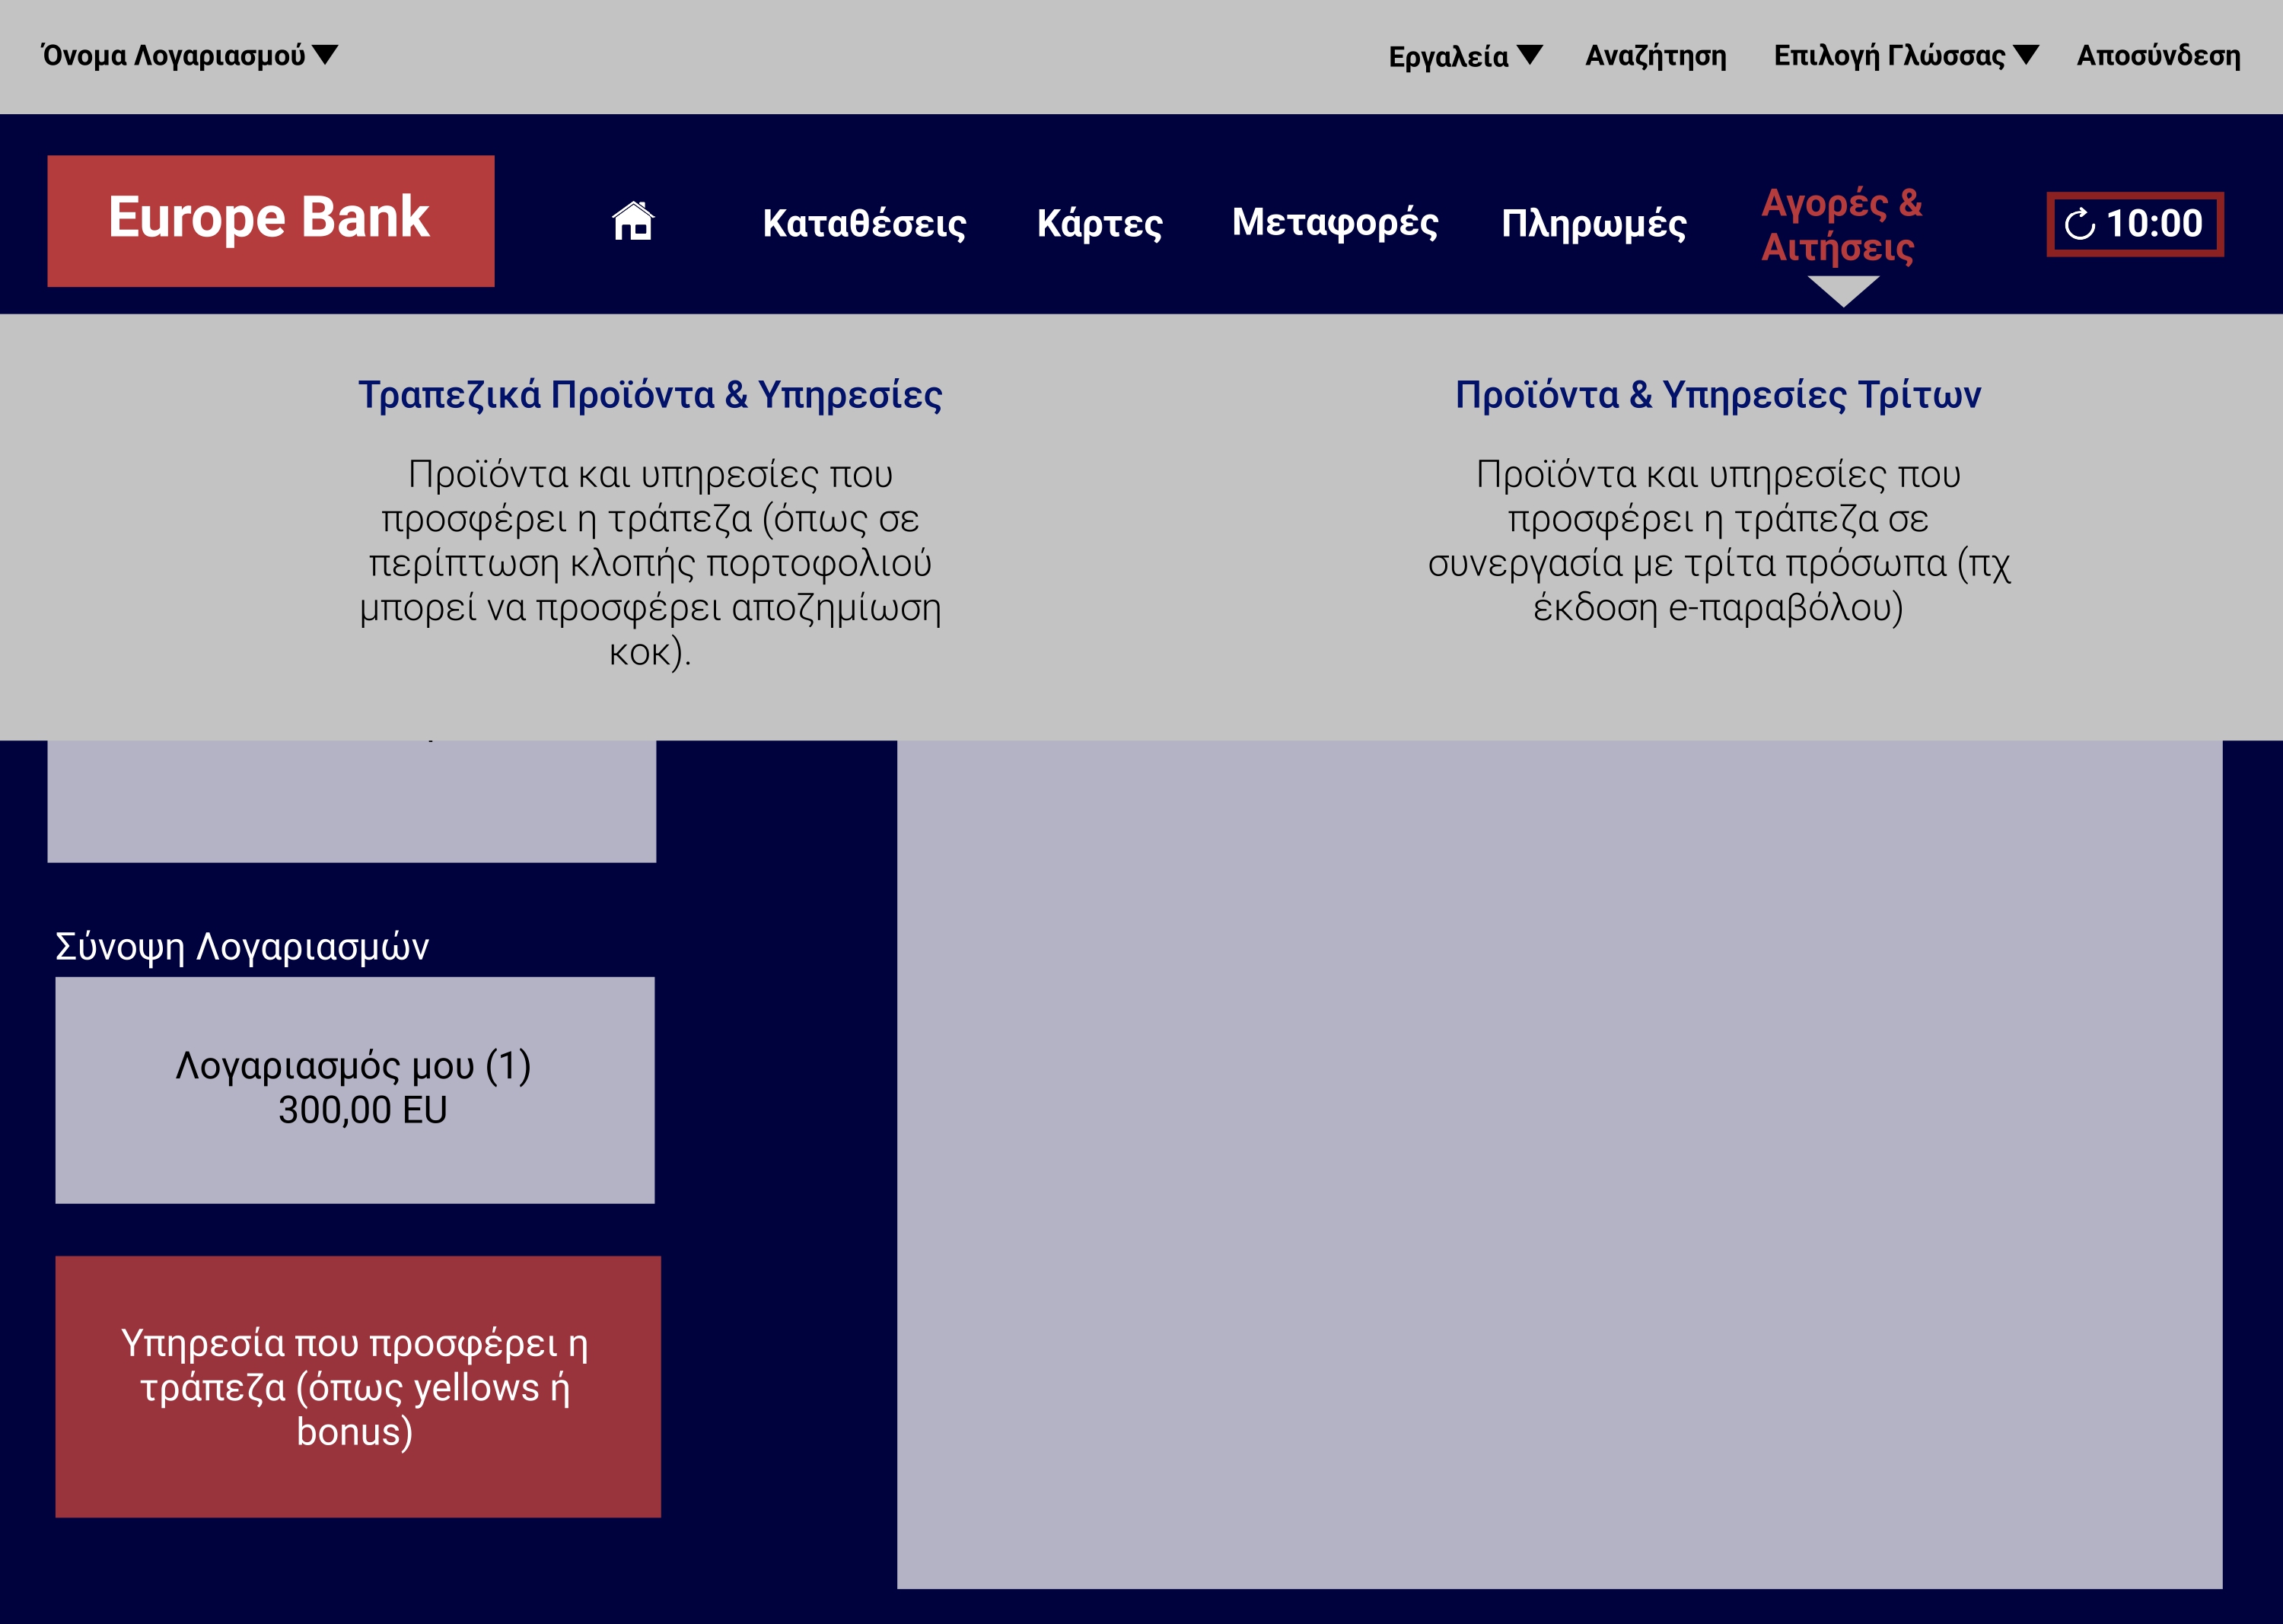 Όνομα Λογαριασμού
Εργαλεία
Αναζήτηση
Επιλογή Γλώσσας
Αποσύνδεση
Europe Bank
Καταθέσεις
Κάρτες
Μεταφορές
Πληρωμές
Αγορές &
Αιτήσεις
10:00
Τραπεζικά Προϊόντα & Υπηρεσίες
Προϊόντα και υπηρεσίες που
προσφέρει η τράπεζα (όπως σε
περίπτωση κλοπής πορτοφολιού
μπορεί να προσφέρει αποζημίωση
κοκ).
Προϊόντα & Υπηρεσίες Τρίτων
Προϊόντα και υπηρεσίες που
προσφέρει η τράπεζα σε
συνεργασία με τρίτα πρόσωπα (πχ
έκδοση e-παραβόλου)
Σύνοψη Λογαριασμών
Λογαριασμός μου (1)
300,00 EU
Υπηρεσία που προσφέρει η
τράπεζα (όπως yellows ή
bonus)